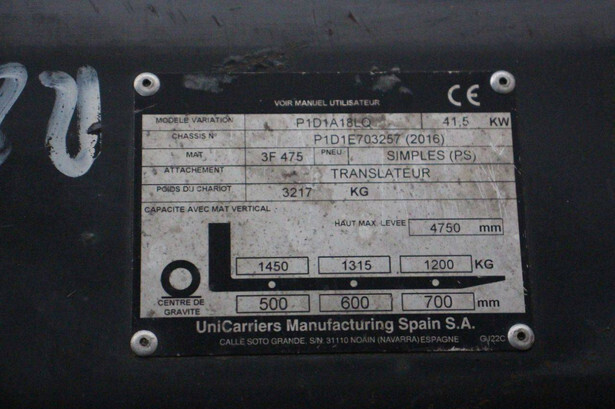 VOIR MANUEL UTILISATEUR
CE
MODELE VARIATION P1D1A18LQ 41,5 KW
CHASSIS N° P1D1E703257 (2016)
MAT 3F 475 PNEU. SIMPLES (PS)
ATTACHEMENT TRANSLATEUR
POIDS DU CHARIOT 3217 KG
CAPACITE AVEC MAT VERTICAL
HAUT MAX. LEVEE 4750 mm
1450 1315 1200 KG
CENTRE DE GRAVITE 500 600 700 mm
UniCarriers Manufacturing Spain S.A.
CALLE SOTO GRANDE, S/N, 31110 NOAIN (NAVARRA) ESPAGNE GJ22C